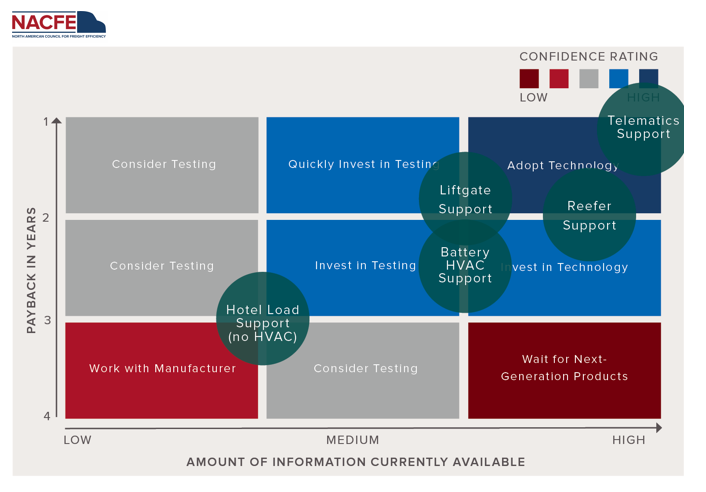 NACFE
NORTH AMERICAN COUNCIL FOR FREIGHT EFFICIENCY
CONFIDENCE RATING
LOW
HIGH
Telematics
Support
1
Consider Testing
Quickly Invest in Testing
Adopt Technology
Liftgate
Support
Reefer
Support
2
Consider Testing
Invest in Testing
Battery
HVAC
Support
Invest in Technology
Hotel Load
Support
(no HVAC)
3
Work with Manufacturer
Consider Testing
Wait for Next-
Generation Products
4
PAYBACK IN YEARS
LOW
MEDIUM
HIGH
AMOUNT OF INFORMATION CURRENTLY AVAILABLE